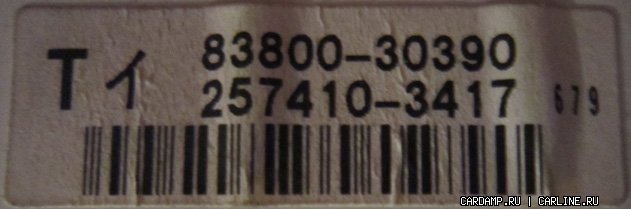 Tイ 83800-30390
257410-3417 679
CARDAMP.RU | CARLINE.RU